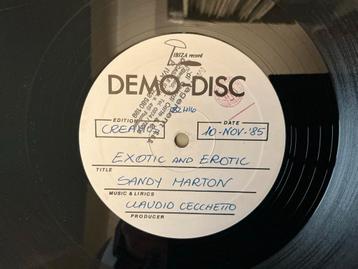 IBIZA record
DEMO-DISC
EDITION
DATE
10-NOV.'85
EXOTIC AND EROTIC
TITLE
SANDY MARTON
MUSIC & LYRICS
CLAUDIO CECCHETTO
PRODUCER